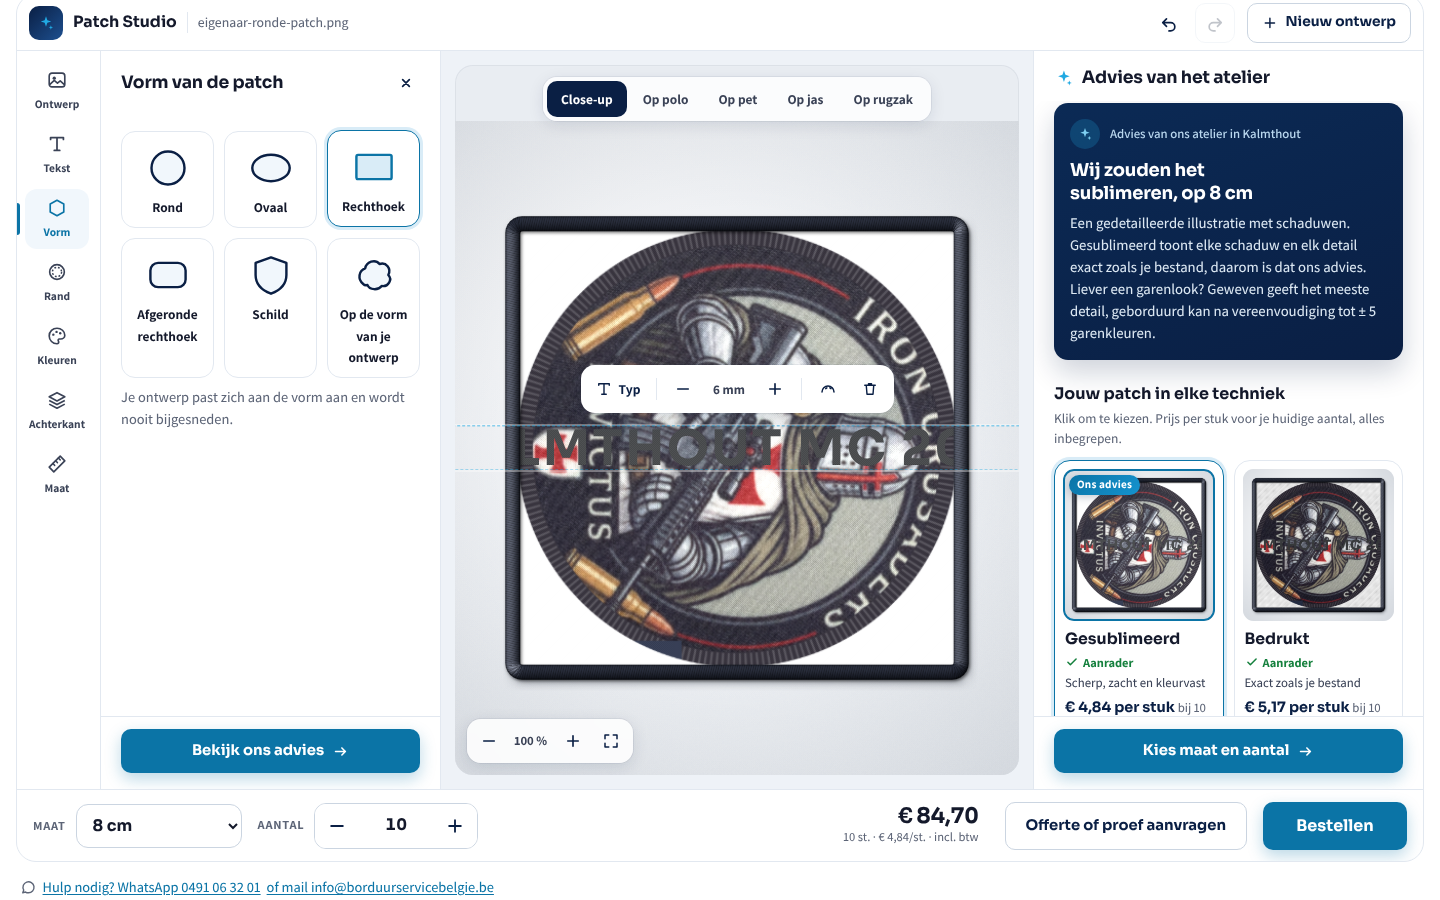 Patch Studio
eigenaar-ronde-patch.png
Nieuw ontwerp
Ontwerp
Tekst
Vorm
Rand
Kleuren
Achterkant
Maat
Vorm van de patch
Rond
Ovaal
Rechthoek
Afgeronde
rechthoek
Schild
Op de vorm
van je
ontwerp
Je ontwerp past zich aan de vorm aan en wordt
nooit bijgesneden.
Bekijk ons advies
Close-up
Op polo
Op pet
Op jas
Op rugzak
IRON
INVICTUS
Typ
6 mm
LMTHOUT MC 20
100 %
Advies van het atelier
Advies van ons atelier in Kalmthout
Wij zouden het
sublimeren, op 8 cm
Een gedetailleerde illustratie met schaduwen.
Gesublimeerd toont elke schaduw en elk detail
exact zoals je bestand, daarom is dat ons advies.
Liever een garenlook? Geweven geeft het meeste
detail, geborduurd kan na vereenvoudiging tot ± 5
garenkleuren.
Jouw patch in elke techniek
Klik om te kiezen. Prijs per stuk voor je huidige aantal, alles
inbegrepen.
Ons advies
Gesublimeerd
Aanrader
Scherp, zacht en kleurvast
€ 4,84 per stuk bij 10
Bedrukt
Aanrader
Exact zoals je bestand
€ 5,17 per stuk bij 10
Kies maat en aantal
MAAT
8 cm
AANTAL
10
€ 84,70
10 st. · € 4,84/st. · incl. btw
Offerte of proef aanvragen
Bestellen
Hulp nodig? WhatsApp 0491 06 32 01 of mail info@borduurservicebelgie.be